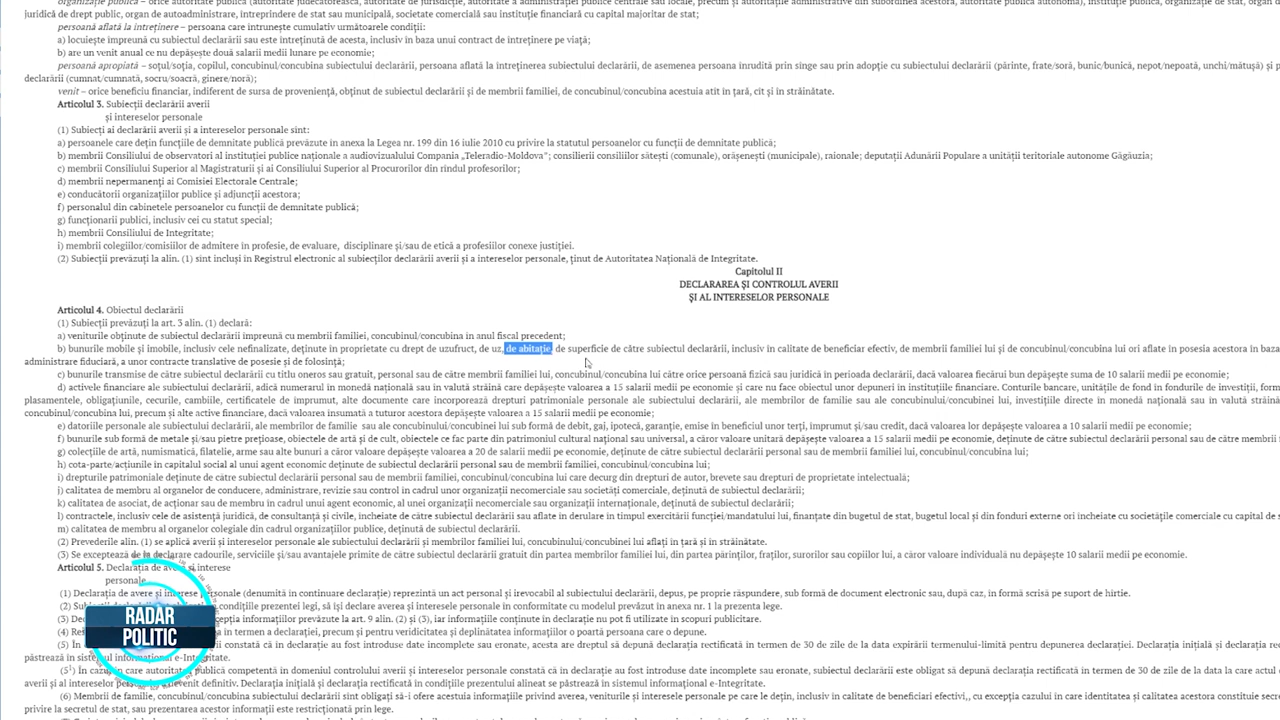 organizație publică – orice autoritate publică (autoritate judecătorească, autoritate de jurisdicție, autoritate a administrației publice centrale sau locale, precum și autoritate administrativă din subordinea acestora, autoritate publică autonomă), instituție publică, organizație de stat, organ
juridică de drept public, organ de autoadministrare, întreprindere de stat sau municipală, societate comercială sau instituție financiară cu capital majoritar de stat;
persoană aflată la întreținere – persoana care întrunește cumulativ următoarele condiții:
a) locuiește împreună cu subiectul declarării sau este întreținută de acesta, inclusiv în baza unui contract de întreținere pe viață;
b) are un venit anual ce nu depășește două salarii medii lunare pe economie;
persoană apropiată – soțul/soția, copilul, concubinul/concubina subiectului declarării, persoana aflată la întreținerea subiectului declarării, de asemenea persoana înrudită prin sînge sau prin adopție cu subiectul declarării (părinte, frate/soră, bunic/bunică, nepot/nepoată, unchi/mătușă) și
declarării (cumnat/cumnată, socru/soacră, ginere/noră);
venit – orice beneficiu financiar, indiferent de sursa de proveniență, obținut de subiectul declarării și de membrii familiei, de concubinul/concubina acestuia atît în țară, cît și în străinătate.
Articolul 3. Subiecții declarării averii
și intereselor personale
(1) Subiecți ai declarării averii și a intereselor personale sînt:
a) persoanele care dețin funcțiile de demnitate publică prevăzute în anexa la Legea nr. 199 din 16 iulie 2010 cu privire la statutul persoanelor cu funcții de demnitate publică;
b) membrii Consiliului de observatori al instituției publice naționale a audiovizualului Compania „Teleradio-Moldova”; consilierii consiliilor sătești (comunale), orășenești (municipale), raionale; deputații Adunării Populare a unității teritoriale autonome Găgăuzia;
c) membrii Consiliului Superior al Magistraturii și ai Consiliului Superior al Procurorilor din rîndul profesorilor;
d) membrii nepermanenți ai Comisiei Electorale Centrale;
e) conducătorii organizațiilor publice și adjuncții acestora;
f) personalul din cabinetele persoanelor cu funcții de demnitate publică;
g) funcționarii publici, inclusiv cei cu statut special;
h) membrii Consiliului de Integritate;
i) membrii colegiilor/comisiilor de admitere în profesie, de evaluare, disciplinare și/sau de etică a profesiilor conexe justiției.
(2) Subiecții prevăzuți la alin. (1) sînt incluși în Registrul electronic al subiecților declarării averii și a intereselor personale, ținut de Autoritatea Națională de Integritate.
Capitolul II
DECLARAREA ȘI CONTROLUL AVERII
ȘI AL INTERESELOR PERSONALE
Articolul 4. Obiectul declarării
(1) Subiecții prevăzuți la art. 3 alin. (1) declară:
a) veniturile obținute de subiectul declarării împreună cu membrii familiei, concubinul/concubina în anul fiscal precedent;
b) bunurile mobile și imobile, inclusiv cele nefinalizate, deținute în proprietate cu drept de uzufruct, de uz, de abitație, de superficie de către subiectul declarării, inclusiv în calitate de beneficiar efectiv, de membrii familiei lui și de concubinul/concubina lui ori aflate în posesia acestora în baza
administrare fiduciară, a unor contracte translative de posesie și de folosință;
c) bunurile transmise de către subiectul declarării cu titlu oneros sau gratuit, personal sau de către membrii familiei lui, concubinul/concubina lui către orice persoană fizică sau juridică în perioada declarării, dacă valoarea fiecărui bun depășește suma de 10 salarii medii pe economie;
d) activele financiare ale subiectului declarării, adică numerarul în monedă națională sau în valută străină care depășește valoarea a 15 salarii medii pe economie și care nu face obiectul unor depuneri în instituțiile financiare. Conturile bancare, unitățile de fond în fondurile de investiții, form
plasamentele, obligațiunile, cecurile, cambiile, certificatele de împrumut, alte documente care încorporează drepturi patrimoniale personale ale subiectului declarării, ale membrilor de familie sau ale concubinului/concubinei lui, investițiile directe în monedă națională sau în valută străină
concubinului/concubina lui, precum și alte active financiare, dacă valoarea însumată a tuturor acestora depășește valoarea a 15 salarii medii pe economie;
e) datoriile personale ale subiectului declarării, ale membrilor de familie sau ale concubinului/concubinei lui sub formă de debit, gaj, ipotecă, garanție, emise în beneficiul unor terți, împrumut și/sau credit, dacă valoarea lor depășește valoarea a 10 salarii medii pe economie;
f) bunurile sub formă de metale și/sau pietre prețioase, obiectele de artă și de cult, obiectele ce fac parte din patrimoniul cultural național sau universal, a căror valoare unitară depășește valoarea a 15 salarii medii pe economie, deținute de către subiectul declarării personal sau de către membrii
g) colecțiile de artă, numismatică, filatelie, arme sau alte bunuri a căror valoare depășește valoarea a 20 de salarii medii pe economie, deținute de către subiectul declarării personal sau de membrii familiei, concubinul/concubina lui;
h) cota-parte/acțiunile în capitalul social al unui agent economic deținute de subiectul declarării personal sau de membrii familiei, concubinul/concubina lui;
i) drepturile patrimoniale deținute de către subiectul declarării personal sau de membrii familiei, concubinul/concubina lui care decurg din drepturi de autor, brevete sau drepturi de proprietate intelectuală;
j) calitatea de membru al organelor de conducere, administrare, revizie sau control în cadrul unor organizații necomerciale sau societăți comerciale, deținută de subiectul declarării;
k) calitatea de asociat, de acționar sau de membru în cadrul unui agent economic, al unei organizații necomerciale sau organizații internaționale, deținută de subiectul declarării;
l) contractele, inclusiv cele de asistență juridică, de consultanță și civile, încheiate de către subiectul declarării sau aflate în derulare în timpul exercitării funcției/mandatului lui, finanțate din bugetul de stat, bugetul local și din fonduri externe ori încheiate cu societățile comerciale cu capital de s
m) calitatea de membru al organelor colegiale din cadrul organizațiilor publice, deținută de subiectul declarării.
(2) Prevederile alin. (1) se aplică averii și intereselor personale ale subiectului declarării și membrilor familiei lui, concubinului/concubinei lui aflați în țară și în străinătate.
(3) Se exceptează de la declarare cadourile, serviciile și/sau avantajele primite de către subiectul declarării gratuit din partea membrilor familiei lui, din partea părinților, fraților, surorilor sau copiilor lui, a căror valoare individuală nu depășește 10 salarii medii pe economie.
Articolul 5. Declarația de avere și interese
personale
(1) Declarația de avere și interese personale (denumită în continuare declarație) reprezintă un act personal și irevocabil al subiectului declarării, depus, pe proprie răspundere, sub formă de document electronic sau, după caz, în formă scrisă pe suport de hîrtie.
(2) condițiile prezentei legi, să își declare averea și interesele personale în conformitate cu modelul prevăzut în anexa nr. 1 la prezenta lege.
(3) excepția informațiilor prevăzute la art. 9 alin. (2) și (3), iar informațiile conținute în declarație nu pot fi utilizate în scopuri publicitare.
(4) în termen a declarației, precum și pentru veridicitatea și deplinătatea informațiilor o poartă persoana care o depune.
(5) În constată că în declarație au fost introduse date incomplete sau eronate, acesta are dreptul să depună declarația rectificată în termen de 30 de zile de la data expirării termenului-limită pentru depunerea declarației. Declarația inițială și declarația
păstrează în sistemul informațional e-Integritate.
(5¹) În cazul în care autoritatea publică competentă în domeniul controlului averii și intereselor personale constată că în declarație au fost introduse date incomplete sau eronate, subiectul declarării este obligat să depună declarația rectificată în termen de 30 de zile de la data la care actul
averii și al intereselor personale devenit definitiv. Declarația inițială și declarația rectificată în condițiile prezentului alineat se păstrează în sistemul informațional e-Integritate.
(6) Membrii de familie, concubinul/concubina subiectului declarării sînt obligați să-i ofere acestuia informațiile privind averea, veniturile și interesele personale pe care le dețin, inclusiv în calitate de beneficiari efectivi,, cu excepția cazului în care identitatea și calitatea acestora constituie secre
privire la secretul de stat, sau prezentarea acestor informații este restricționată prin lege.
RADAR
POLITIC